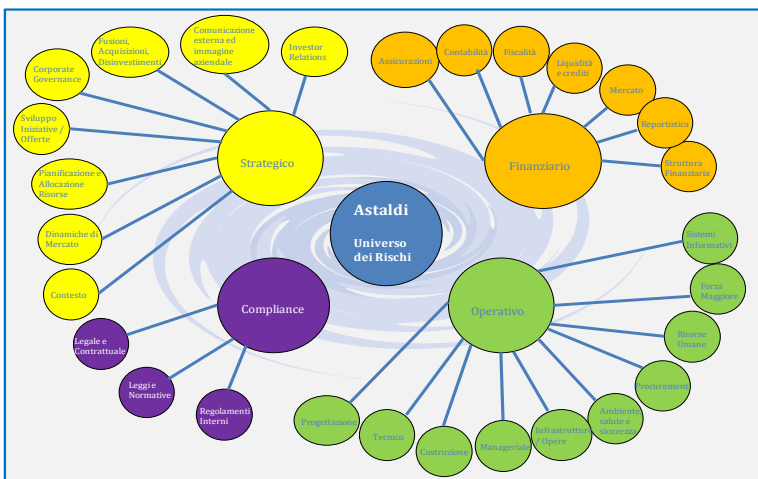 Fusioni,
Acquisizioni,
Disinvestimenti
Comunicazione
esterna ed
immagine
aziendale
Investor
Relations
Corporate
Governance
Sviluppo
Iniziative /
Offerte
Pianificazione e
Allocazione
Risorse
Dinamiche di
Mercato
Contesto
Strategico
Assicurazioni
Contabilità
Fiscalità
Liquidità
e crediti
Mercato
Reportistica
Struttura
Finanziaria
Finanziario
Astaldi
Universo
dei Rischi
Compliance
Legale e
Contrattuale
Leggi e
Normative
Regolamenti
Interni
Operativo
Sistemi
Informativi
Forza
Maggiore
Risorse
Umane
Procurement
Ambiente,
salute e
sicurezza
Infrastrutture
/ Opere
Manageriale
Costruzione
Tecnico
Progettazione